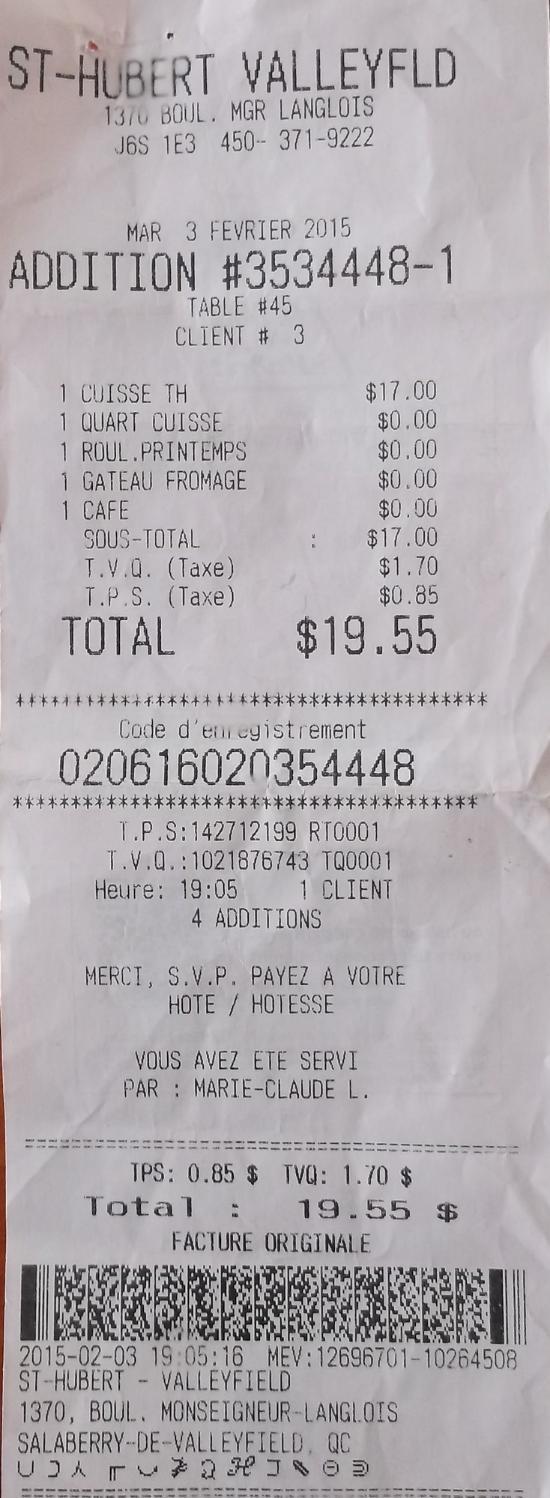 ST-HUBERT VALLEYFLD
1370 BOUL. MGR LANGLOIS
J6S 1E3 450- 371-9222
MAR 3 FEVRIER 2015
ADDITION #3534448-1
TABLE #45
CLIENT # 3
1 CUISSE TH $17.00
1 QUART CUISSE $0.00
1 ROUL.PRINTEMPS $0.00
1 GATEAU FROMAGE $0.00
1 CAFE $0.00
SOUS-TOTAL : $17.00
T.V.Q. (Taxe) $1.70
T.P.S. (Taxe) $0.85
TOTAL $19.55
****************************************
Code d'enregistrement
020616020354448
****************************************
T.P.S:142712199 RT0001
T.V.Q.:1021876743 TQ0001
Heure: 19:05 1 CLIENT
4 ADDITIONS
MERCI, S.V.P. PAYEZ A VOTRE
HOTE / HOTESSE
VOUS AVEZ ETE SERVI
PAR : MARIE-CLAUDE L.
TPS: 0.85 $ TVQ: 1.70 $
Total : 19.55 $
FACTURE ORIGINALE
2015-02-03 19:05:16 MEV:12696701-10264508
ST-HUBERT - VALLEYFIELD
1370, BOUL. MONSEIGNEUR-LANGLOIS
SALABERRY-DE-VALLEYFIELD, QC